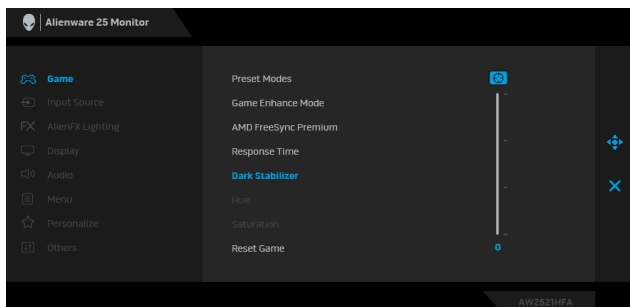 Alienware 25 Monitor
Game
Input Source
FX AlienFX Lighting
Display
Audio
Menu
Personalize
Others
Preset Modes
Game Enhance Mode
AMD FreeSync Premium
Response Time
Dark Stabilizer
Hue
Saturation
Reset Game
0
AW2521HFA